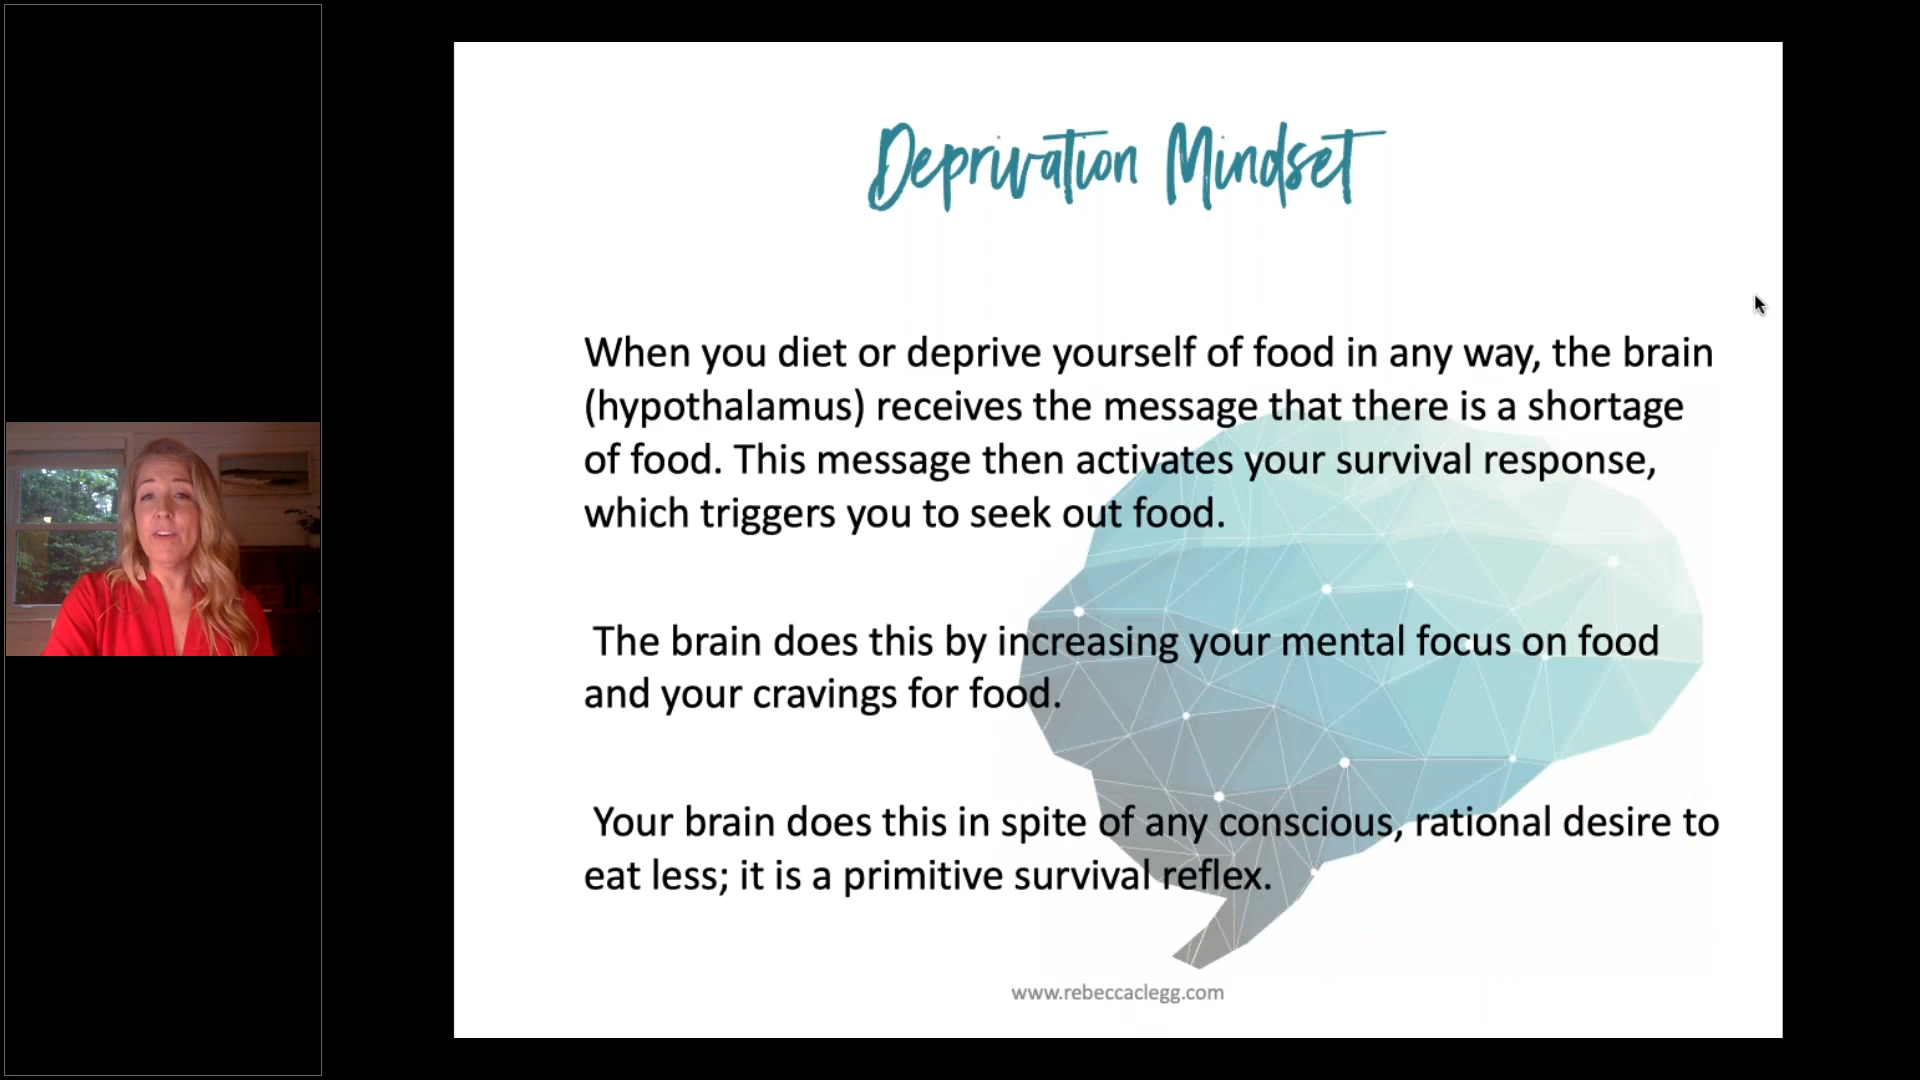 Deprivation Mindset
When you diet or deprive yourself of food in any way, the brain
(hypothalamus) receives the message that there is a shortage
of food. This message then activates your survival response,
which triggers you to seek out food.
The brain does this by increasing your mental focus on food
and your cravings for food.
Your brain does this in spite of any conscious, rational desire to
eat less; it is a primitive survival reflex.
www.rebeccaclegg.com